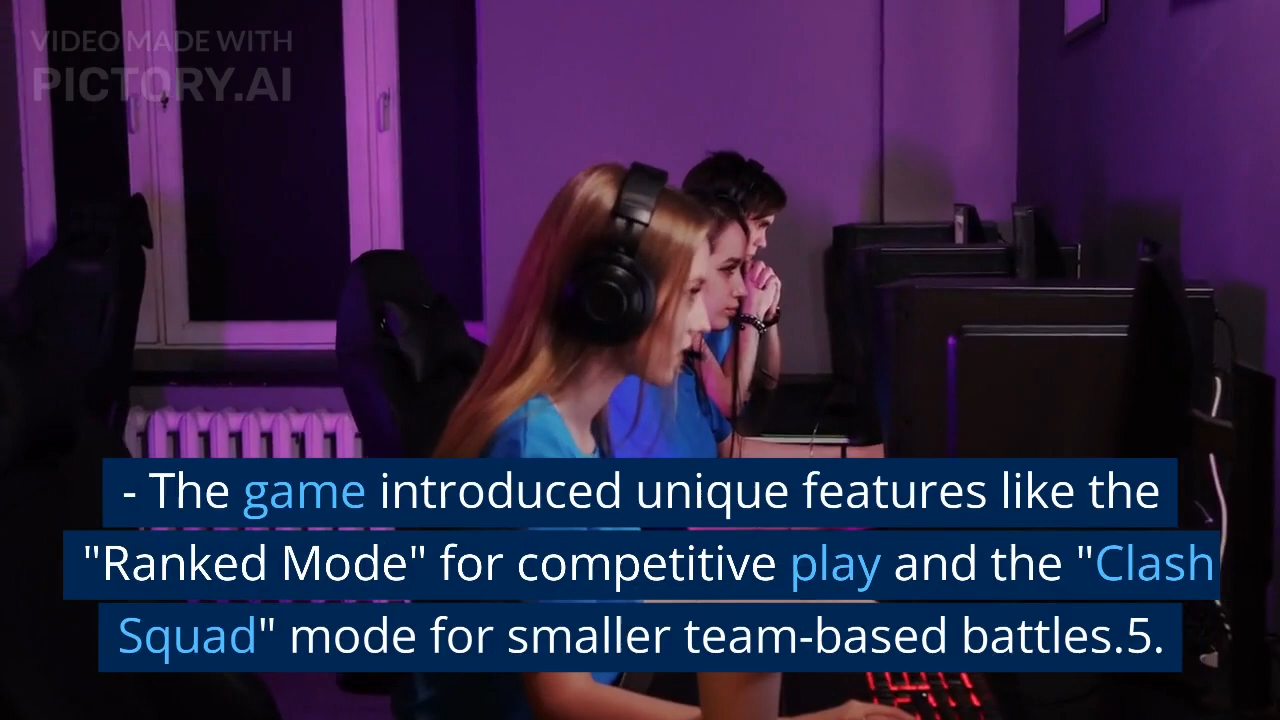 VIDEO MADE WITH
PICTORY.AI
- The game introduced unique features like the
"Ranked Mode" for competitive play and the "Clash
Squad" mode for smaller team-based battles.5.